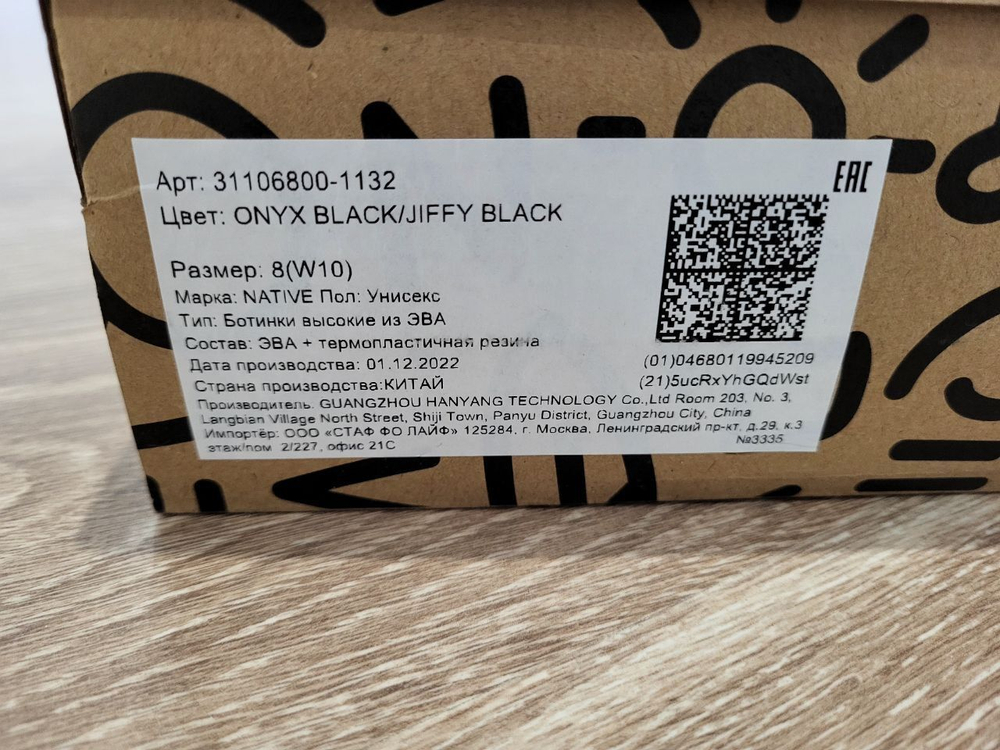 EAC
Арт: 31106800-1132
Цвет: ONYX BLACK/JIFFY BLACK
Размер: 8(W10)
Марка: NATIVE Пол: Унисекс
Тип: Ботинки высокие из ЭВА
Состав: ЭВА + термопластичная резина
Дата производства: 01.12.2022
Страна производства:КИТАЙ
(01)04680119945209
(21)5ucRxYhGQdWst
Производитель. GUANGZHOU HANYANG TECHNOLOGY Co.,Ltd Room 203, No. 3,
Langbian Village North Street, Shiji Town, Panyu District, Guangzhou City, China
Импортёр: ООО «СТАФ ФО ЛАЙФ» 125284, г. Москва, Ленинградский пр-кт, д.29, к.3
этаж/пом 2/227, офис 21С
№3335